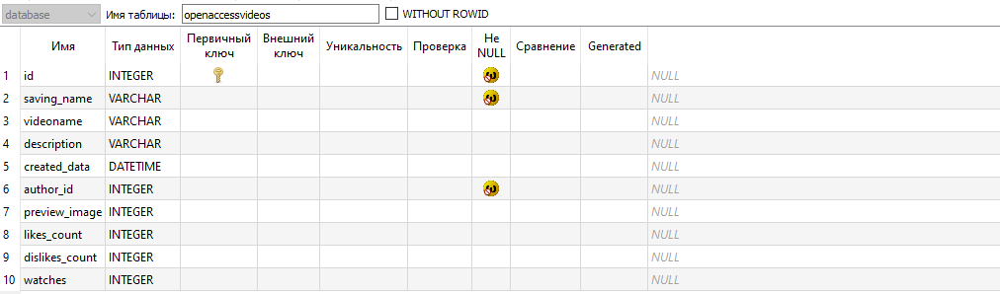 database Имя таблицы: openaccessvideos WITHOUT ROWID
Имя Тип данных Первичный ключ Внешний ключ Уникальность Проверка Не NULL Сравнение Generated
1 id INTEGER NULL
2 saving_name VARCHAR NULL
3 videoname VARCHAR NULL
4 description VARCHAR NULL
5 created_data DATETIME NULL
6 author_id INTEGER NULL
7 preview_image INTEGER NULL
8 likes_count INTEGER NULL
9 dislikes_count INTEGER NULL
10 watches INTEGER NULL